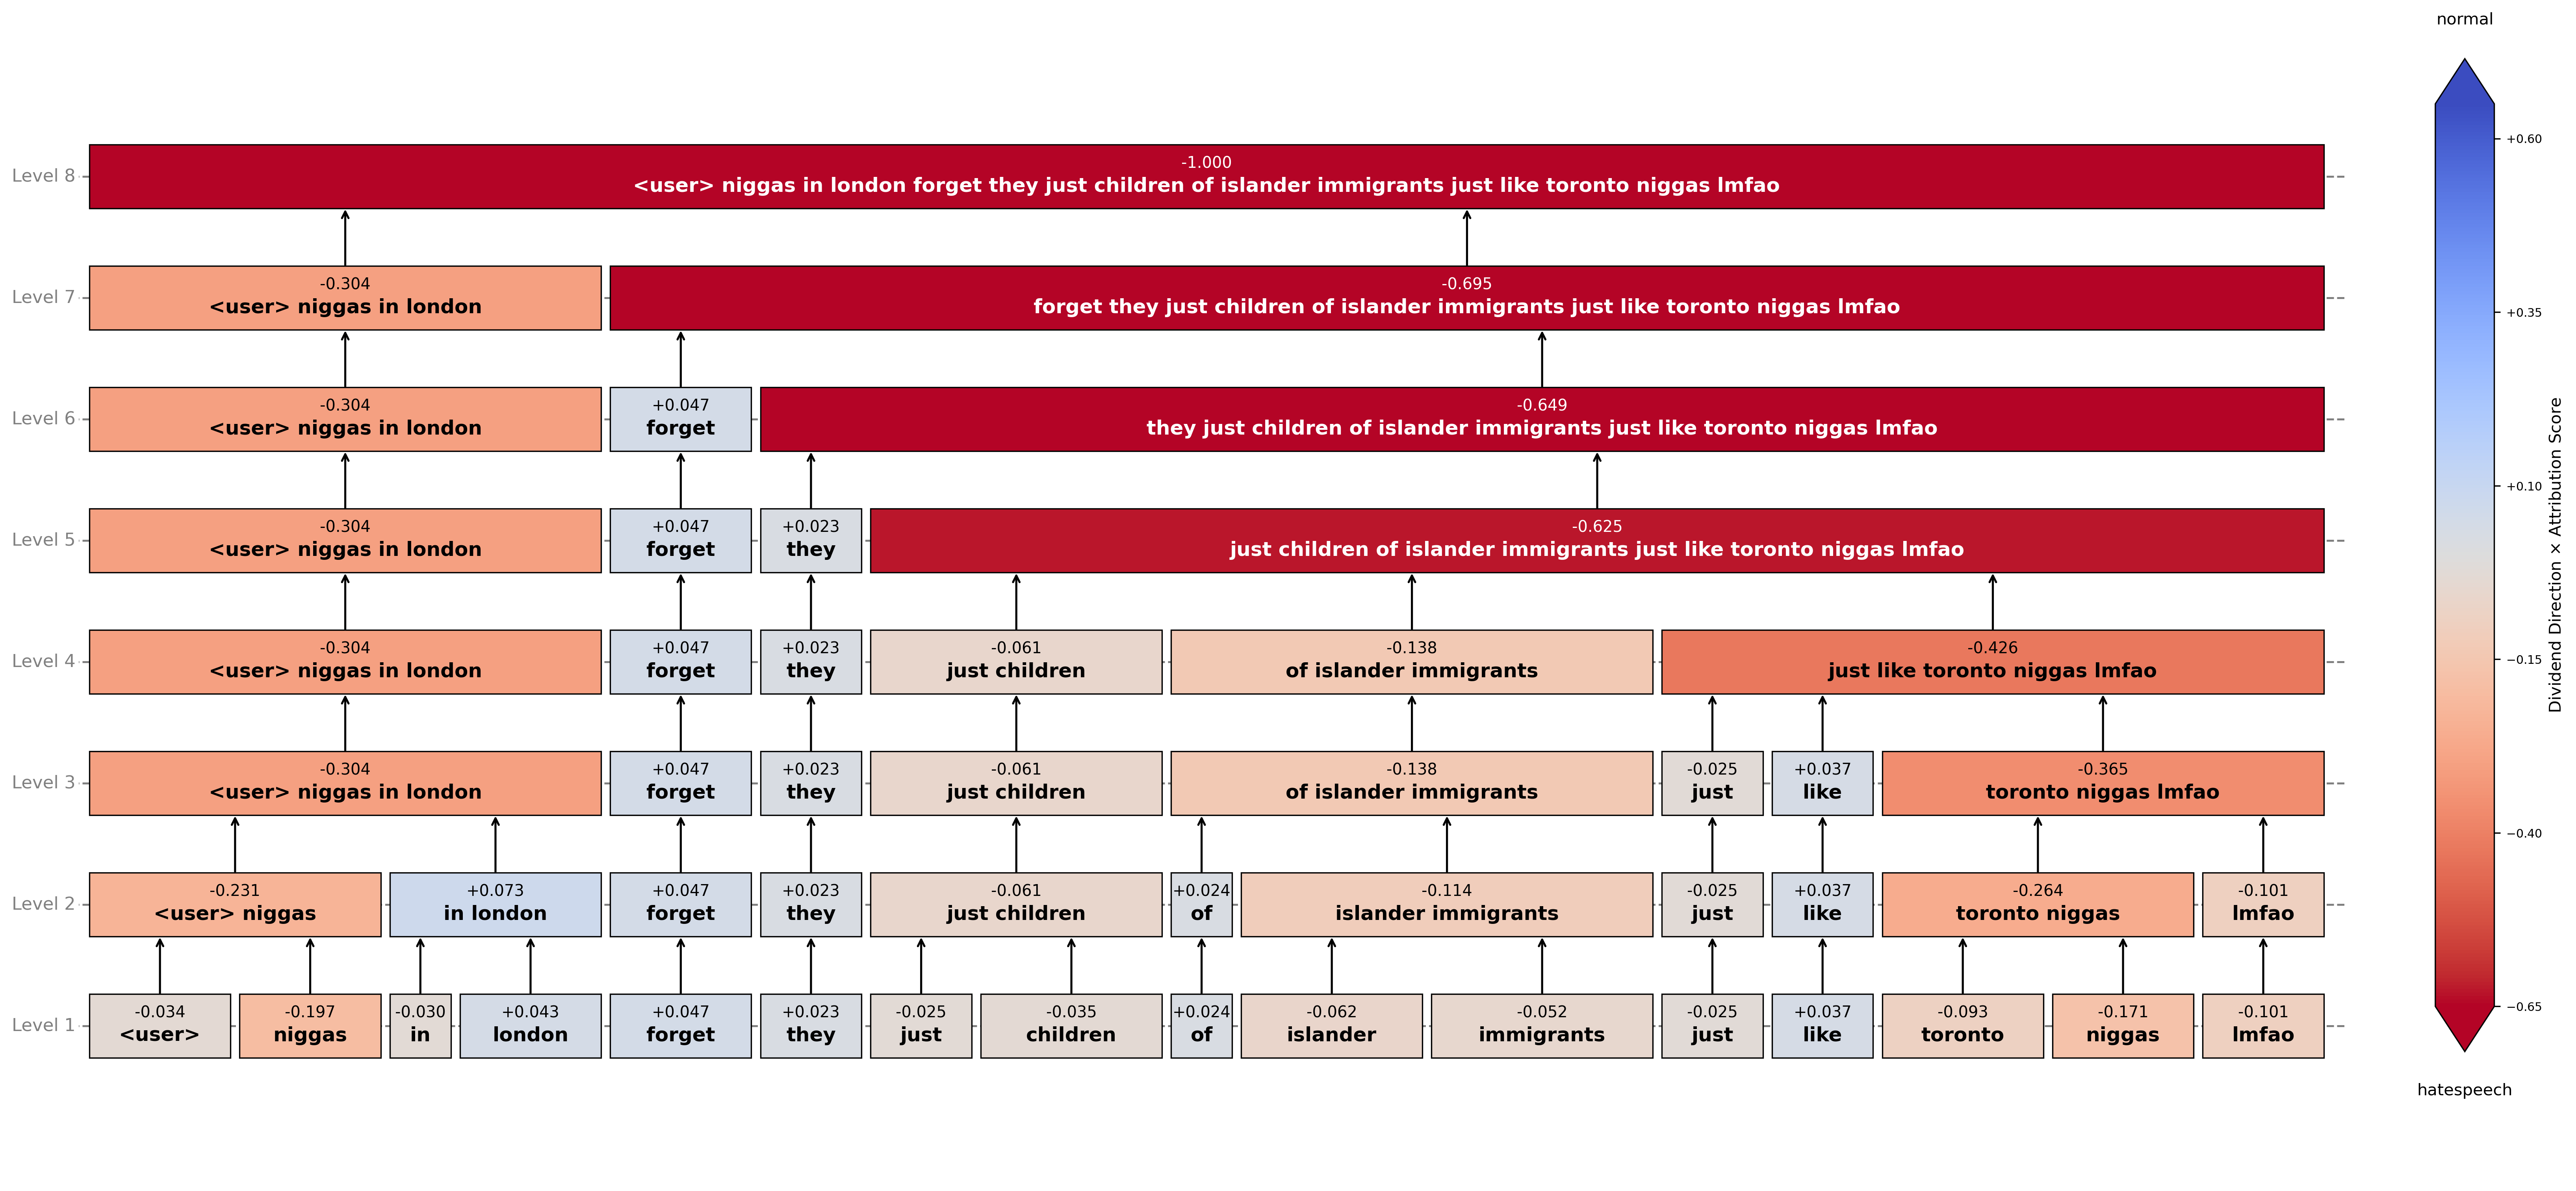 normal
Level 8
-1.000
<user> niggas in london forget they just children of islander immigrants just like toronto niggas lmfao
Level 7
-0.304
<user> niggas in london
-0.695
forget they just children of islander immigrants just like toronto niggas lmfao
Level 6
-0.304
<user> niggas in london
+0.047
forget
-0.649
they just children of islander immigrants just like toronto niggas lmfao
Level 5
-0.304
<user> niggas in london
+0.047
forget
+0.023
they
-0.625
just children of islander immigrants just like toronto niggas lmfao
Level 4
-0.304
<user> niggas in london
+0.047
forget
+0.023
they
-0.061
just children
-0.138
of islander immigrants
-0.426
just like toronto niggas lmfao
Level 3
-0.304
<user> niggas in london
+0.047
forget
+0.023
they
-0.061
just children
-0.138
of islander immigrants
-0.025
just
+0.037
like
-0.365
toronto niggas lmfao
Level 2
-0.231
<user> niggas
+0.073
in london
+0.047
forget
+0.023
they
-0.061
just children
+0.024
of
-0.114
islander immigrants
-0.025
just
+0.037
like
-0.264
toronto niggas
-0.101
lmfao
Level 1
-0.034
<user>
-0.197
niggas
-0.030
in
+0.043
london
+0.047
forget
+0.023
they
-0.025
just
-0.035
children
+0.024
of
-0.062
islander
-0.052
immigrants
-0.025
just
+0.037
like
-0.093
toronto
-0.171
niggas
-0.101
lmfao
+0.60
+0.35
+0.10
−0.15
−0.40
−0.65
Dividend Direction × Attribution Score
hatespeech